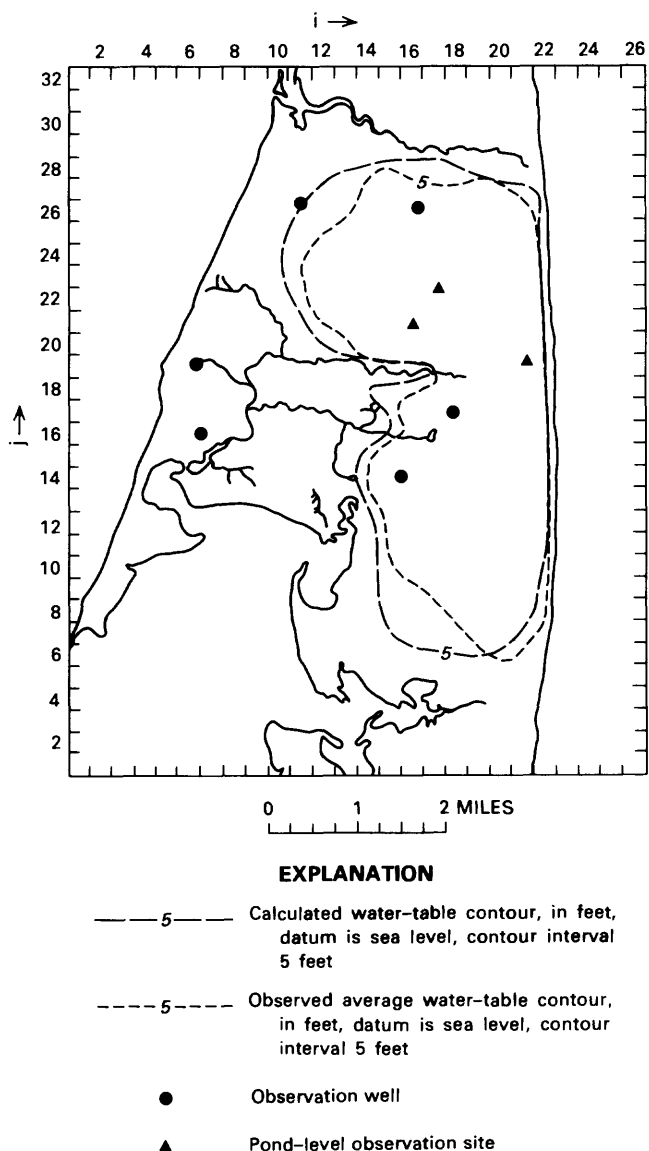 i →
2 4 6 8 10 12 14 16 18 20 22 24 26
32
30
28
5
26
24
22
20
18
j →
16
14
12
10
8
6
5
4
2
0 1 2 MILES
EXPLANATION
5 Calculated water-table contour, in feet,
datum is sea level, contour interval
5 feet
5 Observed average water-table contour,
in feet, datum is sea level, contour
interval 5 feet
Observation well
Pond-level observation site